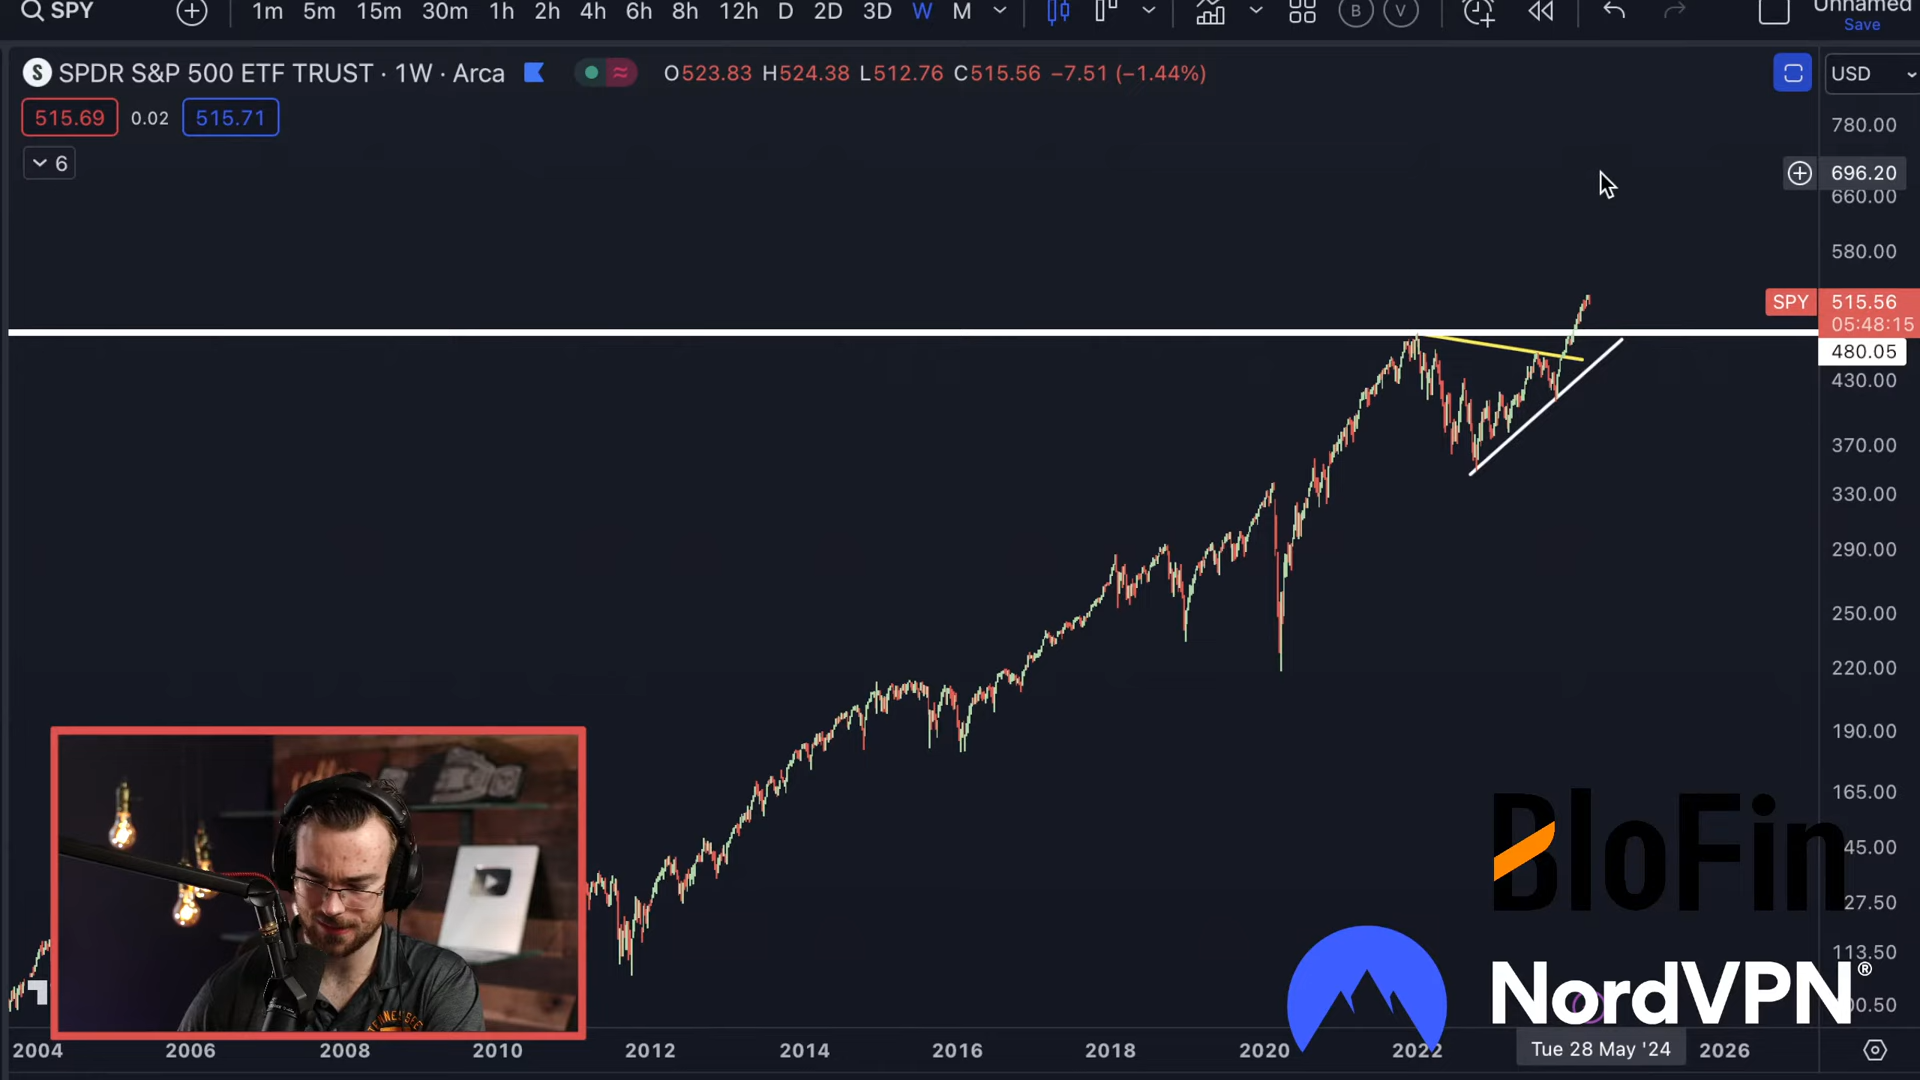 SPY 1m 5m 15m 30m 1h 2h 4h 6h 8h 12h D 2D 3D W M B V Unnamed
Save
S SPDR S&P 500 ETF TRUST · 1W · Arca O523.83 H524.38 L512.76 C515.56 −7.51 (−1.44%) USD
515.69 0.02 515.71
6
780.00
696.20
660.00
580.00
SPY 515.56
05:48:15
480.05
430.00
370.00
330.00
290.00
250.00
220.00
190.00
165.00
45.00
27.50
113.50
00.50
BloFin
NordVPN®
2004 2006 2008 2010 2012 2014 2016 2018 2020 2022 Tue 28 May '24 2026